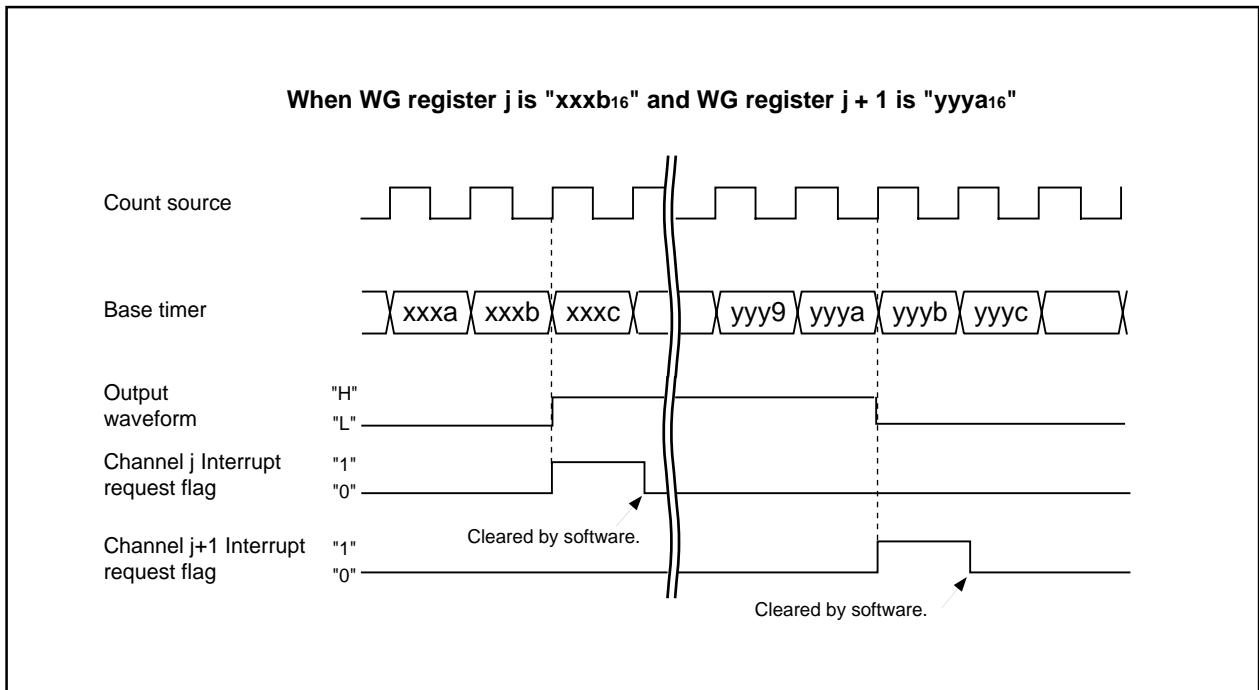 When WG register j is "xxxb16" and WG register j + 1 is "yyya16"
Count source
Base timer
xxxa xxxb xxxc yyy9 yyya yyyb yyyc
Output
waveform
"H"
"L"
Channel j Interrupt
request flag
"1"
"0"
Cleared by software.
Channel j+1 Interrupt
request flag
"1"
"0"
Cleared by software.